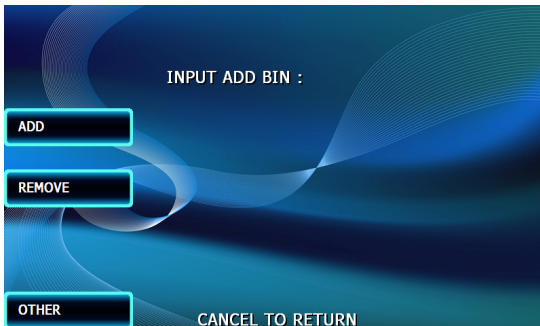 INPUT ADD BIN :
ADD
REMOVE
OTHER
CANCEL TO RETURN